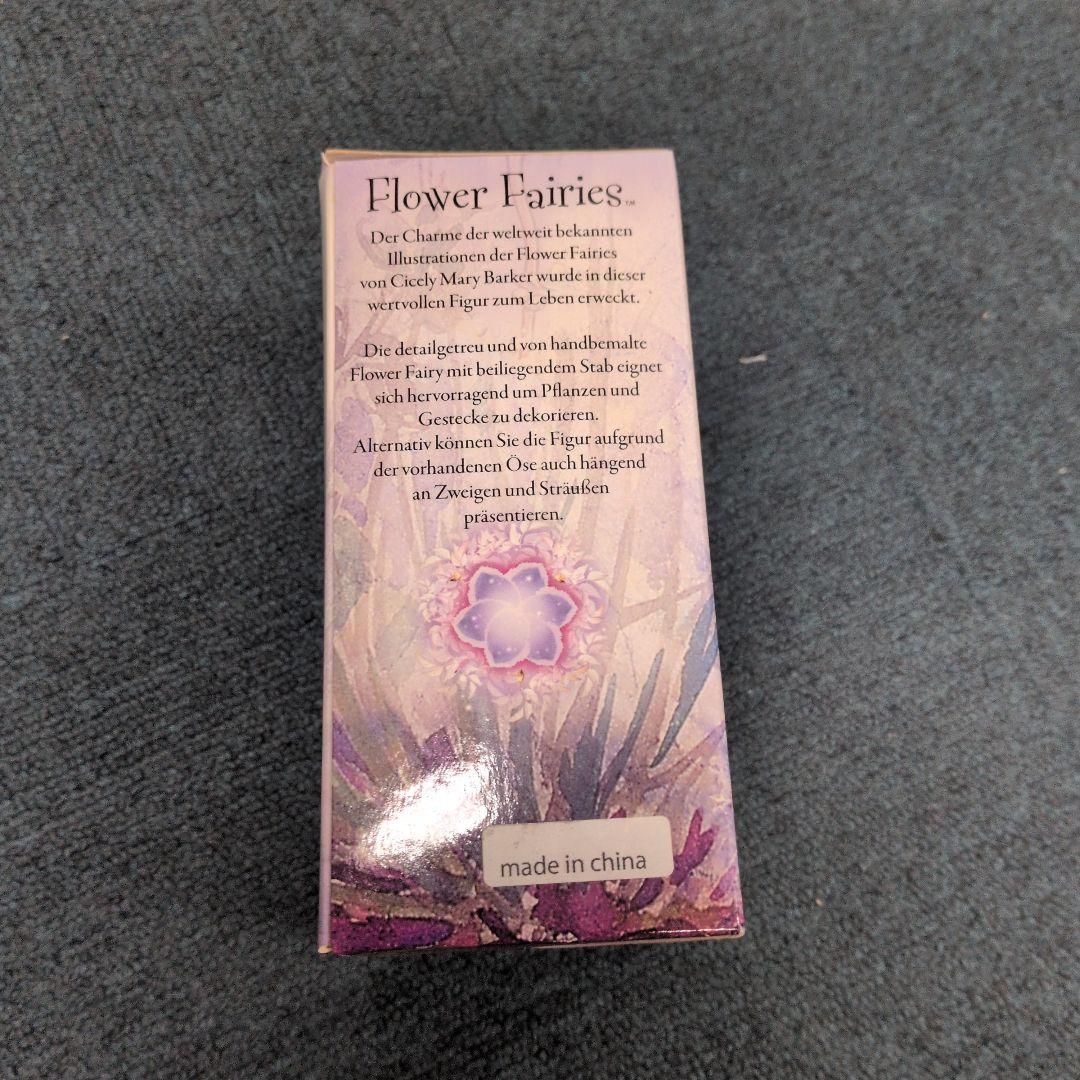 Flower Fairies™
Der Charme der weltweit bekannten
Illustrationen der Flower Fairies
von Cicely Mary Barker wurde in dieser
wertvollen Figur zum Leben erweckt.
Die detailgetreu und von handbemalte
Flower Fairy mit beiliegendem Stab eignet
sich hervorragend um Pflanzen und
Gestecke zu dekorieren.
Alternativ können Sie die Figur aufgrund
der vorhandenen Öse auch hängend
an Zweigen und Sträußen
präsentieren.
made in china